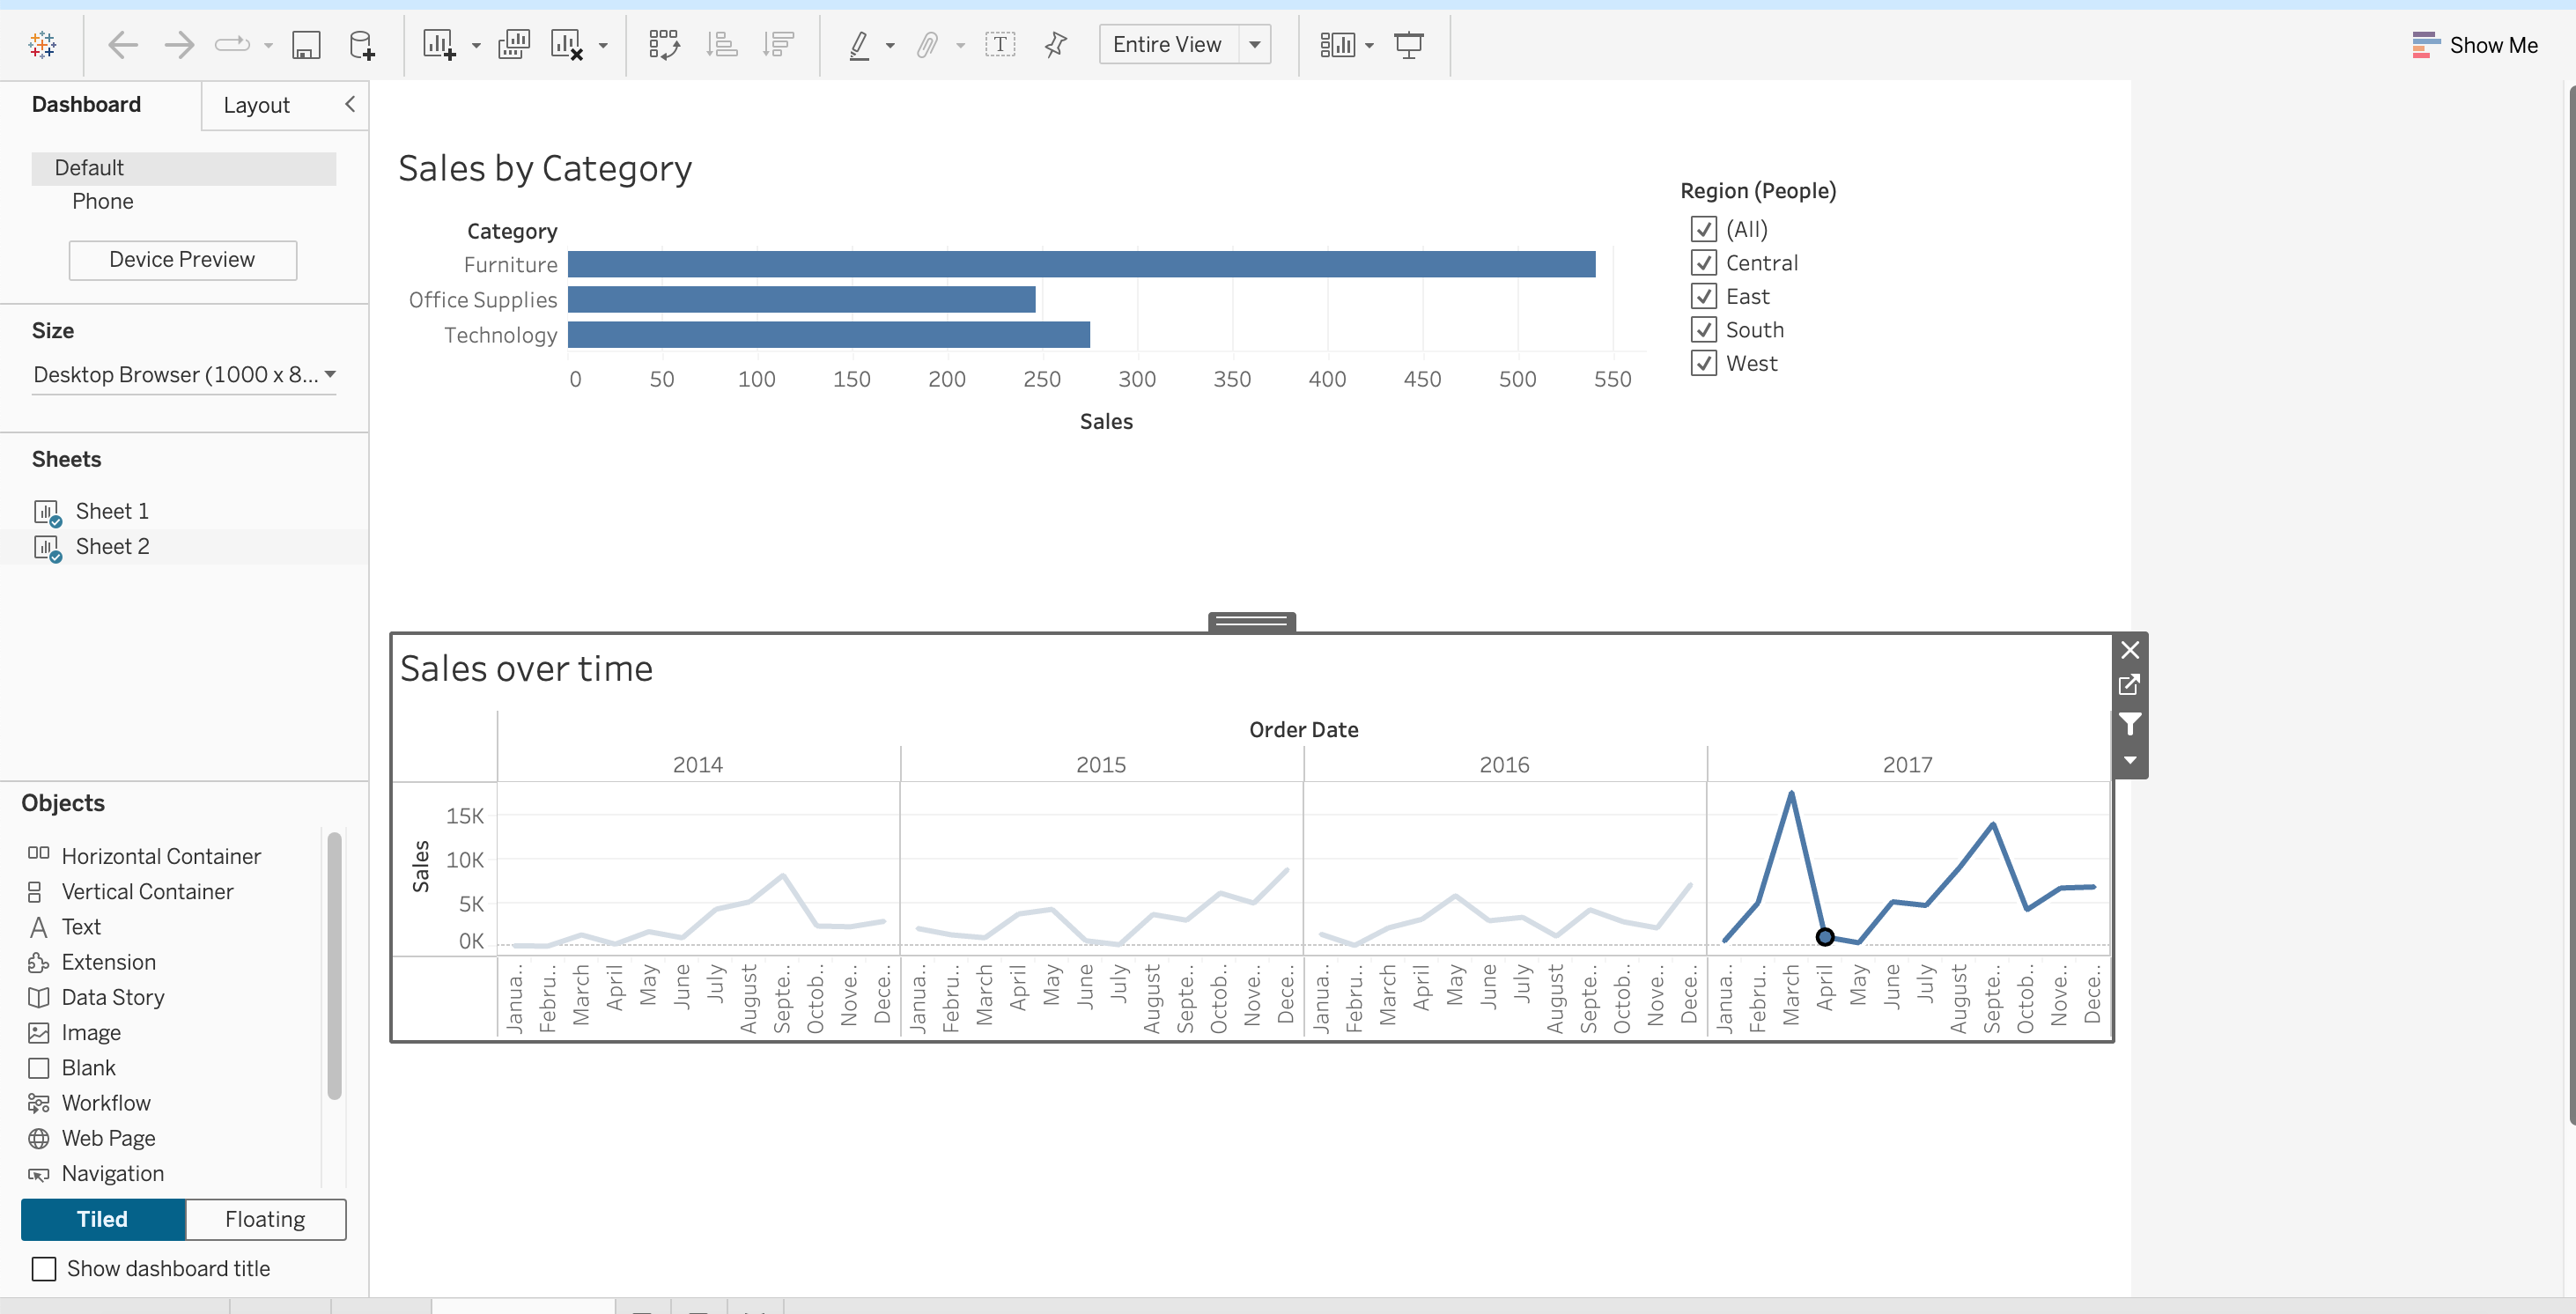 Entire View
Show Me
Dashboard
Layout
Default
Phone
Device Preview
Size
Desktop Browser (1000 x 8...
Sheets
Sheet 1
Sheet 2
Objects
Horizontal Container
Vertical Container
Text
Extension
Data Story
Image
Blank
Workflow
Web Page
Navigation
Tiled
Floating
Show dashboard title
Sales by Category
Category
Furniture
Office Supplies
Technology
0 50 100 150 200 250 300 350 400 450 500 550
Sales
Region (People)
(All)
Central
East
South
West
Sales over time
Order Date
2014 2015 2016 2017
Sales
15K
10K
5K
0K
Janua.. Febru.. March April May June July August Septe.. Octob.. Nove.. Dece.. Janua.. Febru.. March April May June July August Septe.. Octob.. Nove.. Dece.. Janua.. Febru.. March April May June July August Septe.. Octob.. Nove.. Dece.. Janua.. Febru.. March April May June July August Septe.. Octob.. Nove.. Dece..